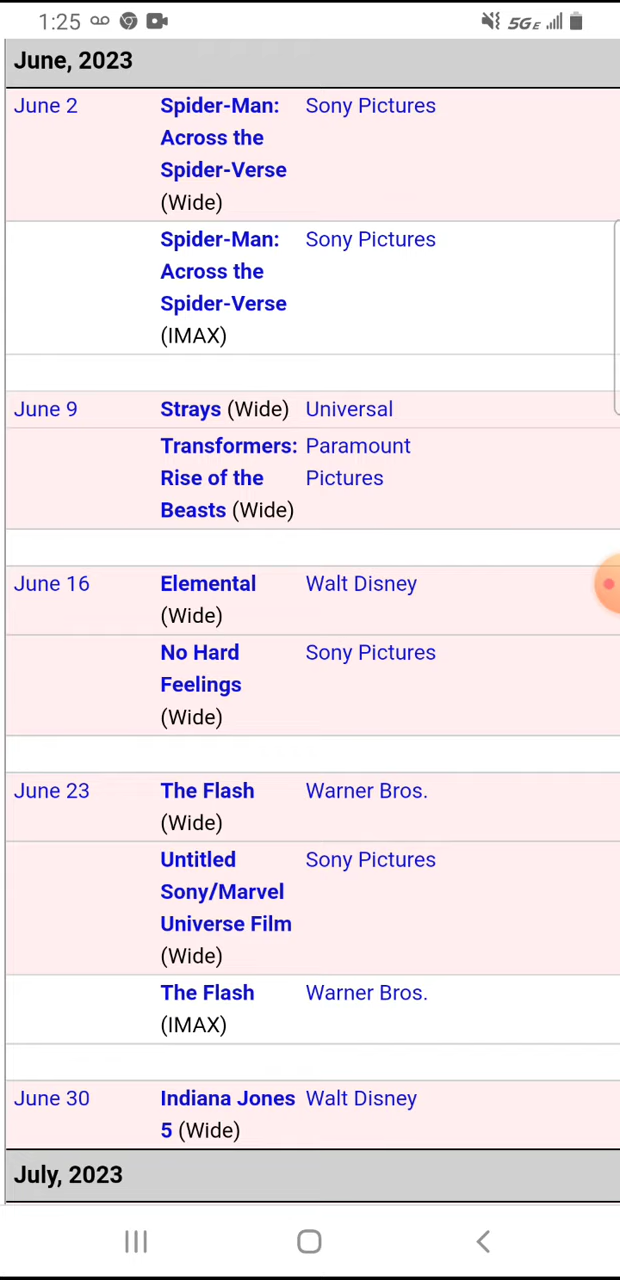 1:25 5GE
June, 2023
June 2 Spider-Man: Sony Pictures
Across the
Spider-Verse
(Wide)
Spider-Man: Sony Pictures
Across the
Spider-Verse
(IMAX)
June 9 Strays (Wide) Universal
Transformers: Paramount
Rise of the Pictures
Beasts (Wide)
June 16 Elemental Walt Disney
(Wide)
No Hard Sony Pictures
Feelings
(Wide)
June 23 The Flash Warner Bros.
(Wide)
Untitled Sony Pictures
Sony/Marvel
Universe Film
(Wide)
The Flash Warner Bros.
(IMAX)
June 30 Indiana Jones Walt Disney
5 (Wide)
July, 2023